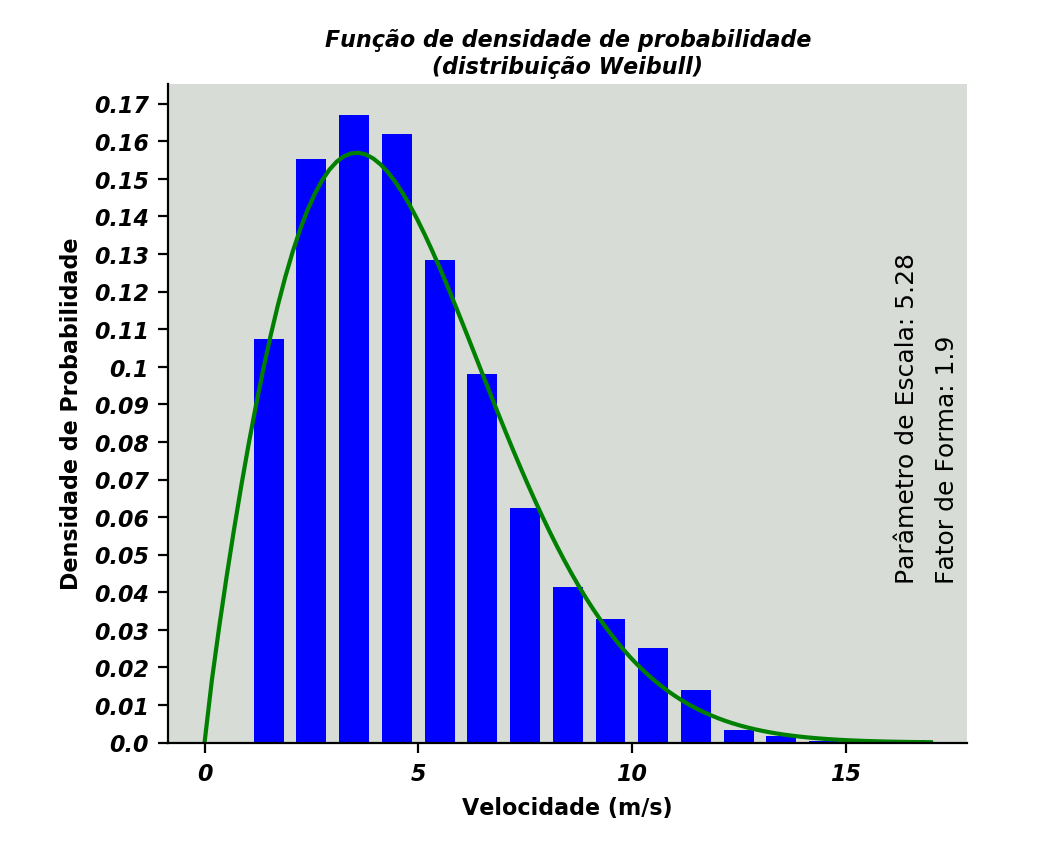 Função de densidade de probabilidade
(distribuição Weibull)
Densidade de Probabilidade
0.17
0.16
0.15
0.14
0.13
0.12
0.11
0.1
0.09
0.08
0.07
0.06
0.05
0.04
0.03
0.02
0.01
0.0
Parâmetro de Escala: 5.28
Fator de Forma: 1.9
0 5 10 15
Velocidade (m/s)